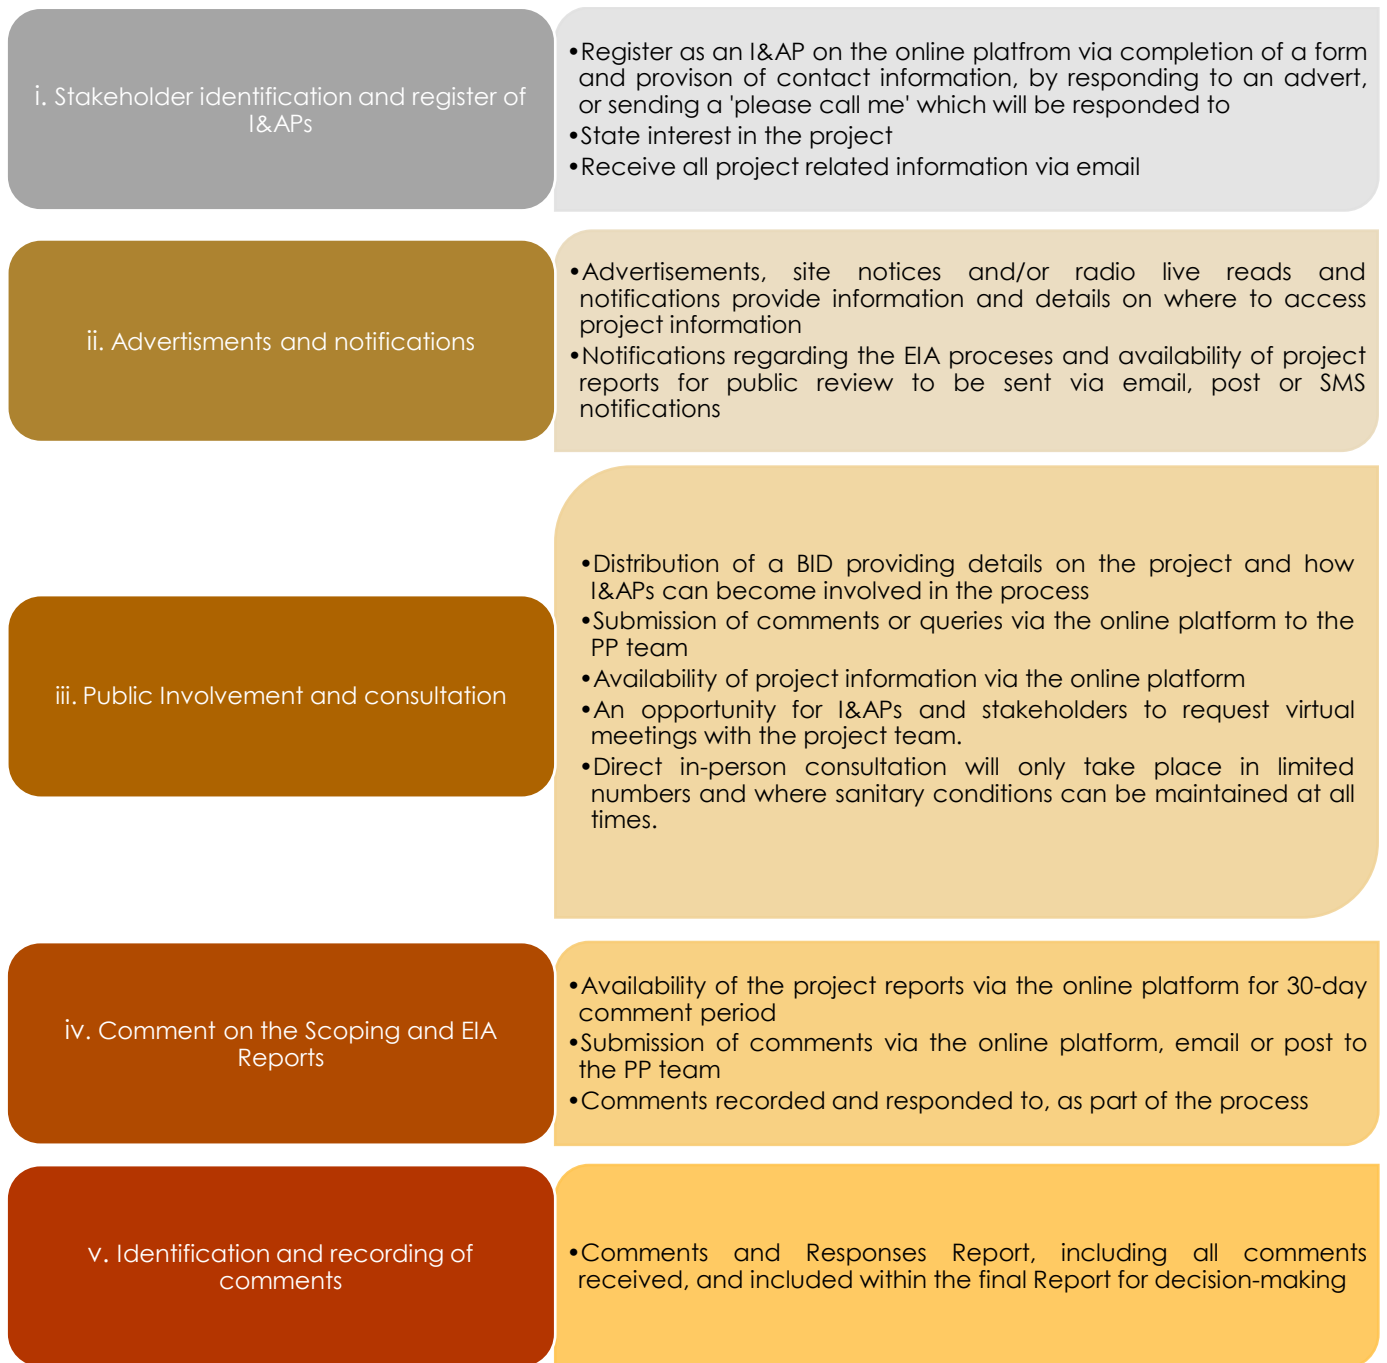 i. Stakeholder identification and register of
I&APs
•Register as an I&AP on the online platfrom via completion of a form
and provison of contact information, by responding to an advert,
or sending a 'please call me' which will be responded to
•State interest in the project
•Receive all project related information via email
ii. Advertisments and notifications
•Advertisements, site notices and/or radio live reads and
notifications provide information and details on where to access
project information
•Notifications regarding the EIA proceses and availability of project
reports for public review to be sent via email, post or SMS
notifications
iii. Public Involvement and consultation
•Distribution of a BID providing details on the project and how
I&APs can become involved in the process
•Submission of comments or queries via the online platform to the
PP team
•Availability of project information via the online platform
•An opportunity for I&APs and stakeholders to request virtual
meetings with the project team.
•Direct in-person consultation will only take place in limited
numbers and where sanitary conditions can be maintained at all
times.
iv. Comment on the Scoping and EIA
Reports
•Availability of the project reports via the online platform for 30-day
comment period
•Submission of comments via the online platform, email or post to
the PP team
•Comments recorded and responded to, as part of the process
v. Identification and recording of
comments
•Comments and Responses Report, including all comments
received, and included within the final Report for decision-making